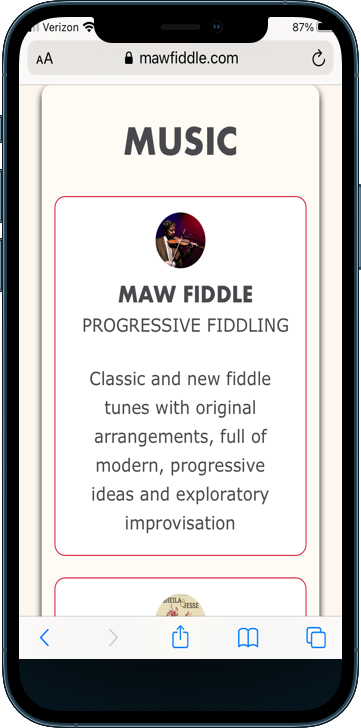 Verizon 87%
AA mawfiddle.com
MUSIC
MAW FIDDLE
PROGRESSIVE FIDDLING
Classic and new fiddle
tunes with original
arrangements, full of
modern, progressive
ideas and exploratory
improvisation
SHEILA JESSE